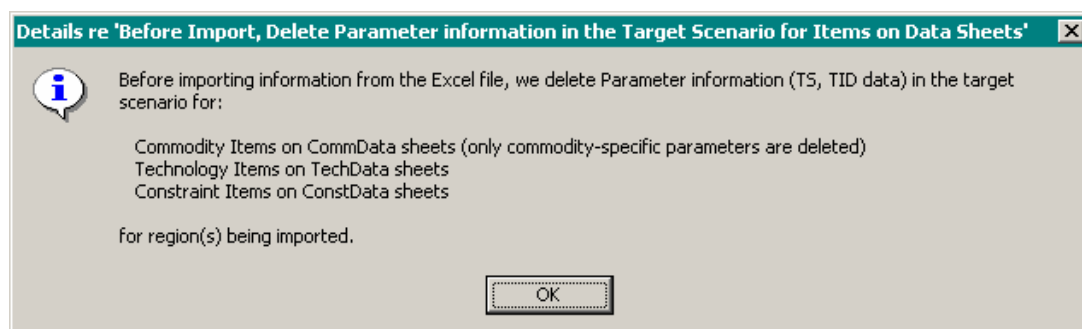 Details re 'Before Import, Delete Parameter information in the Target Scenario for Items on Data Sheets'
Before importing information from the Excel file, we delete Parameter information (TS, TID data) in the target
scenario for:
Commodity Items on CommData sheets (only commodity-specific parameters are deleted)
Technology Items on TechData sheets
Constraint Items on ConstData sheets
for region(s) being imported.
OK